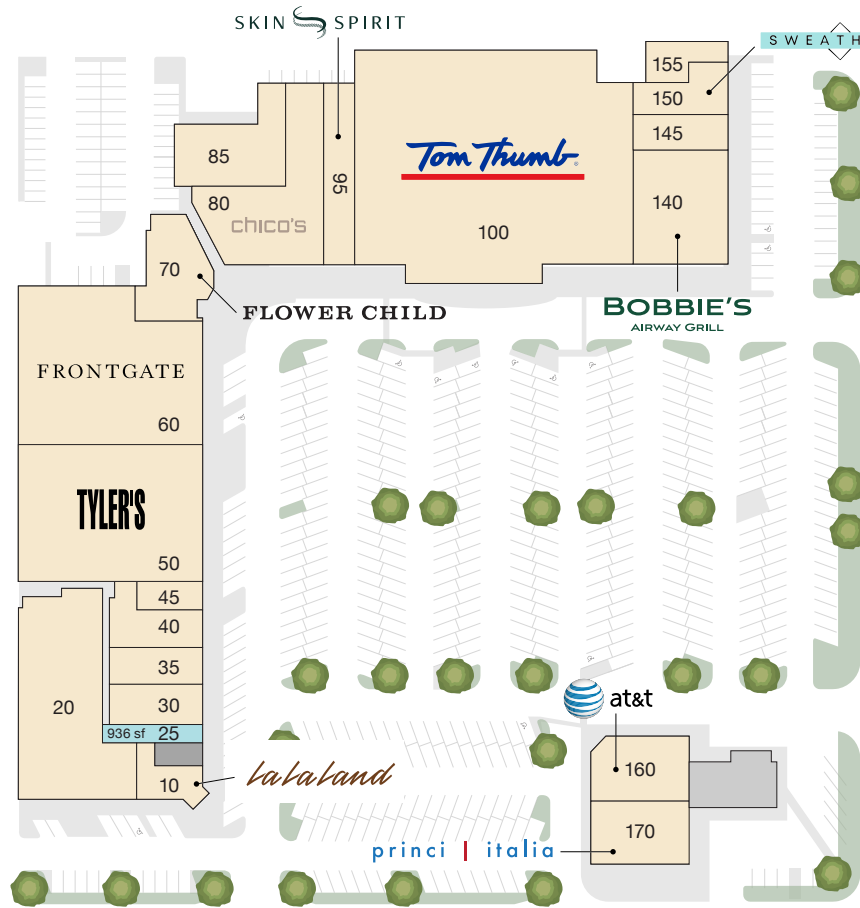 SKIN SPIRIT
SWEATH
155
150
145
85
Tom Thumb
95
80
chico's
140
100
70
BOBBIE'S
AIRWAY GRILL
FLOWER CHILD
FRONTGATE
60
TYLER'S
50
45
40
35
30
20
at&t
936 sf 25
160
lalaland
10
170
princi | italia